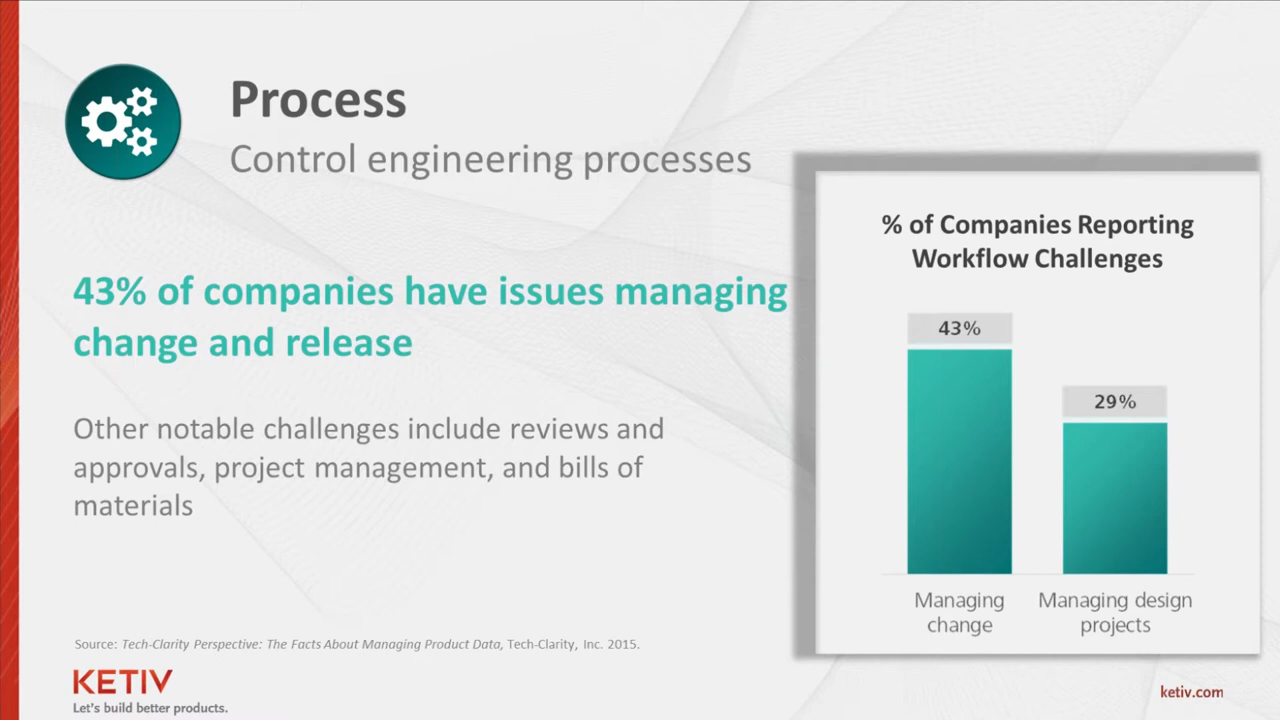 Process
Control engineering processes
43% of companies have issues managing
change and release
Other notable challenges include reviews and
approvals, project management, and bills of
materials
% of Companies Reporting
Workflow Challenges
43%
29%
Managing
change
Managing design
projects
Source: Tech-Clarity Perspective: The Facts About Managing Product Data, Tech-Clarity, Inc. 2015.
KETIV
Let's build better products.
ketiv.com